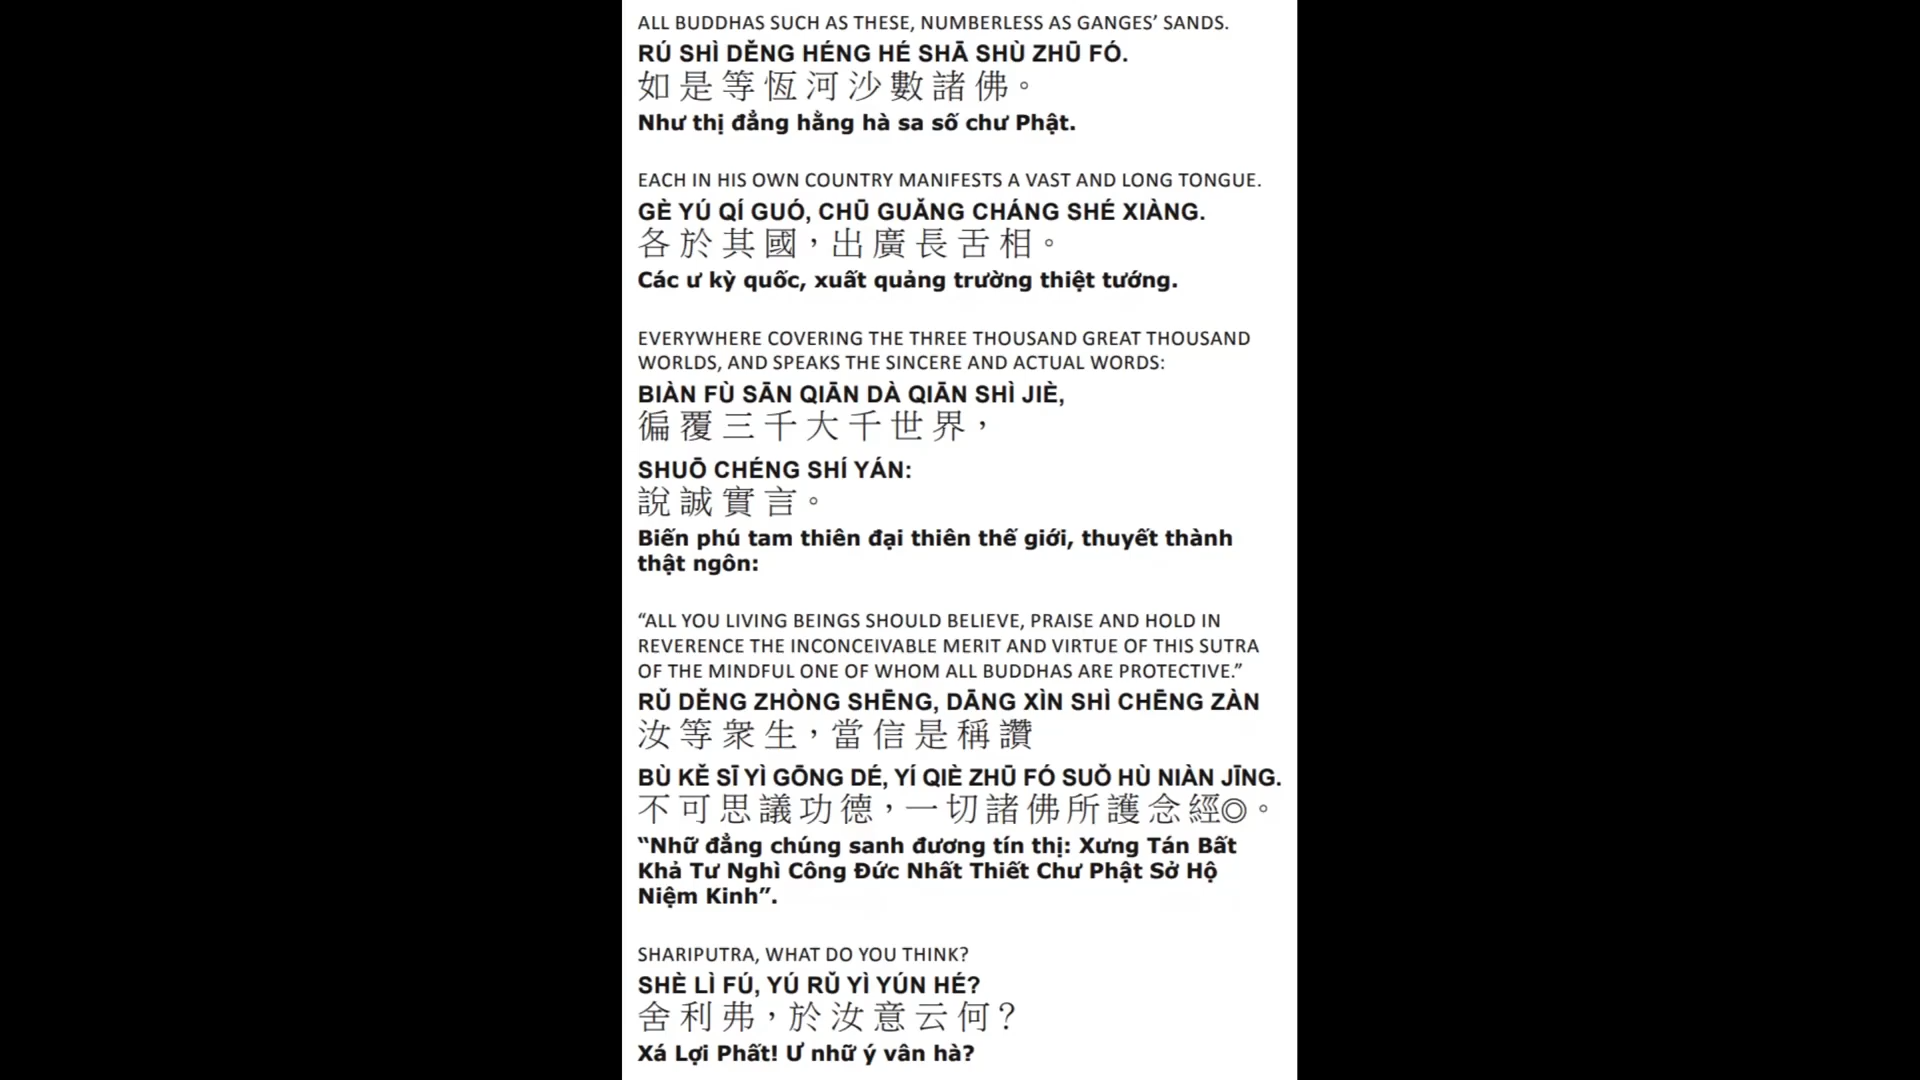 ALL BUDDHAS SUCH AS THESE, NUMBERLESS AS GANGES’ SANDS.
RÚ SHÌ DĚNG HÉNG HÉ SHĀ SHÙ ZHŪ FÓ.
如是等恆河沙數諸佛。
Như thị đẳng hằng hà sa số chư Phật.
EACH IN HIS OWN COUNTRY MANIFESTS A VAST AND LONG TONGUE.
GÈ YÚ QÍ GUÓ, CHŪ GUǍNG CHÁNG SHÉ XIÀNG.
各於其國，出廣長舌相。
Các ư kỳ quốc, xuất quảng trường thiệt tướng.
EVERYWHERE COVERING THE THREE THOUSAND GREAT THOUSAND
WORLDS, AND SPEAKS THE SINCERE AND ACTUAL WORDS:
BIÀN FÙ SĀN QIĀN DÀ QIĀN SHÌ JIÈ,
徧覆三千大千世界，
SHUŌ CHÉNG SHÍ YÁN:
說誠實言。
Biến phú tam thiên đại thiên thế giới, thuyết thành
thật ngôn:
“ALL YOU LIVING BEINGS SHOULD BELIEVE, PRAISE AND HOLD IN
REVERENCE THE INCONCEIVABLE MERIT AND VIRTUE OF THIS SUTRA
OF THE MINDFUL ONE OF WHOM ALL BUDDHAS ARE PROTECTIVE.”
RǓ DĚNG ZHÒNG SHĒNG, DĀNG XÌN SHÌ CHĒNG ZÀN
汝等衆生，當信是稱讚
BÙ KĚ SĪ YÌ GŌNG DÉ, YÍ QIÈ ZHŪ FÓ SUǑ HÙ NIÀN JĪNG.
不可思議功德，一切諸佛所護念經◎。
“Nhữ đẳng chúng sanh đương tín thị: Xưng Tán Bất
Khả Tư Nghì Công Đức Nhất Thiết Chư Phật Sở Hộ
Niệm Kinh”.
SHARIPUTRA, WHAT DO YOU THINK?
SHÈ LÌ FÚ, YÚ RǓ YÌ YÚN HÉ?
舍利弗，於汝意云何？
Xá Lợi Phất! Ư nhữ ý vân hà?